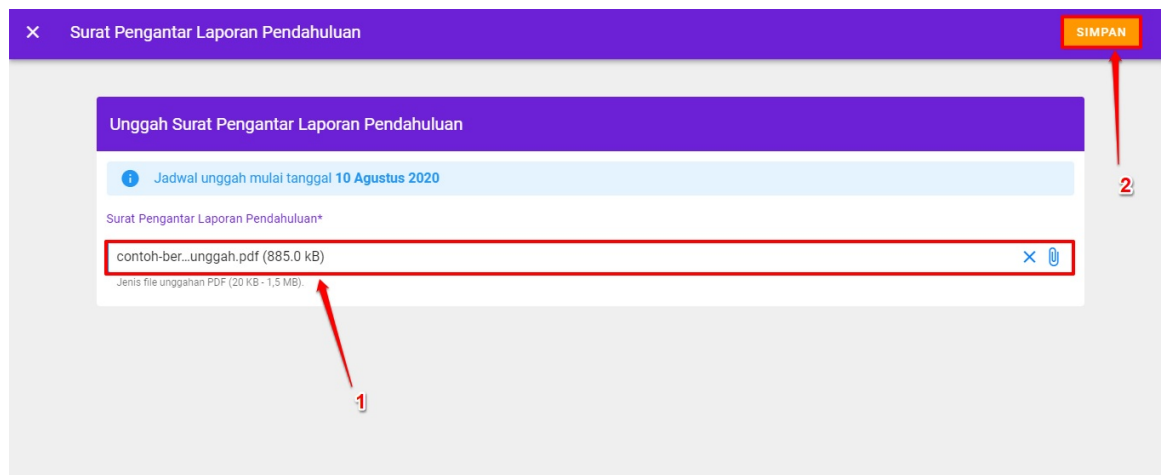 Surat Pengantar Laporan Pendahuluan
SIMPAN
Unggah Surat Pengantar Laporan Pendahuluan
Jadwal unggah mulai tanggal 10 Agustus 2020
2
Surat Pengantar Laporan Pendahuluan*
contoh-ber...unggah.pdf (885.0 kB)
Jenis file unggahan PDF (20 KB - 1,5 MB).
1